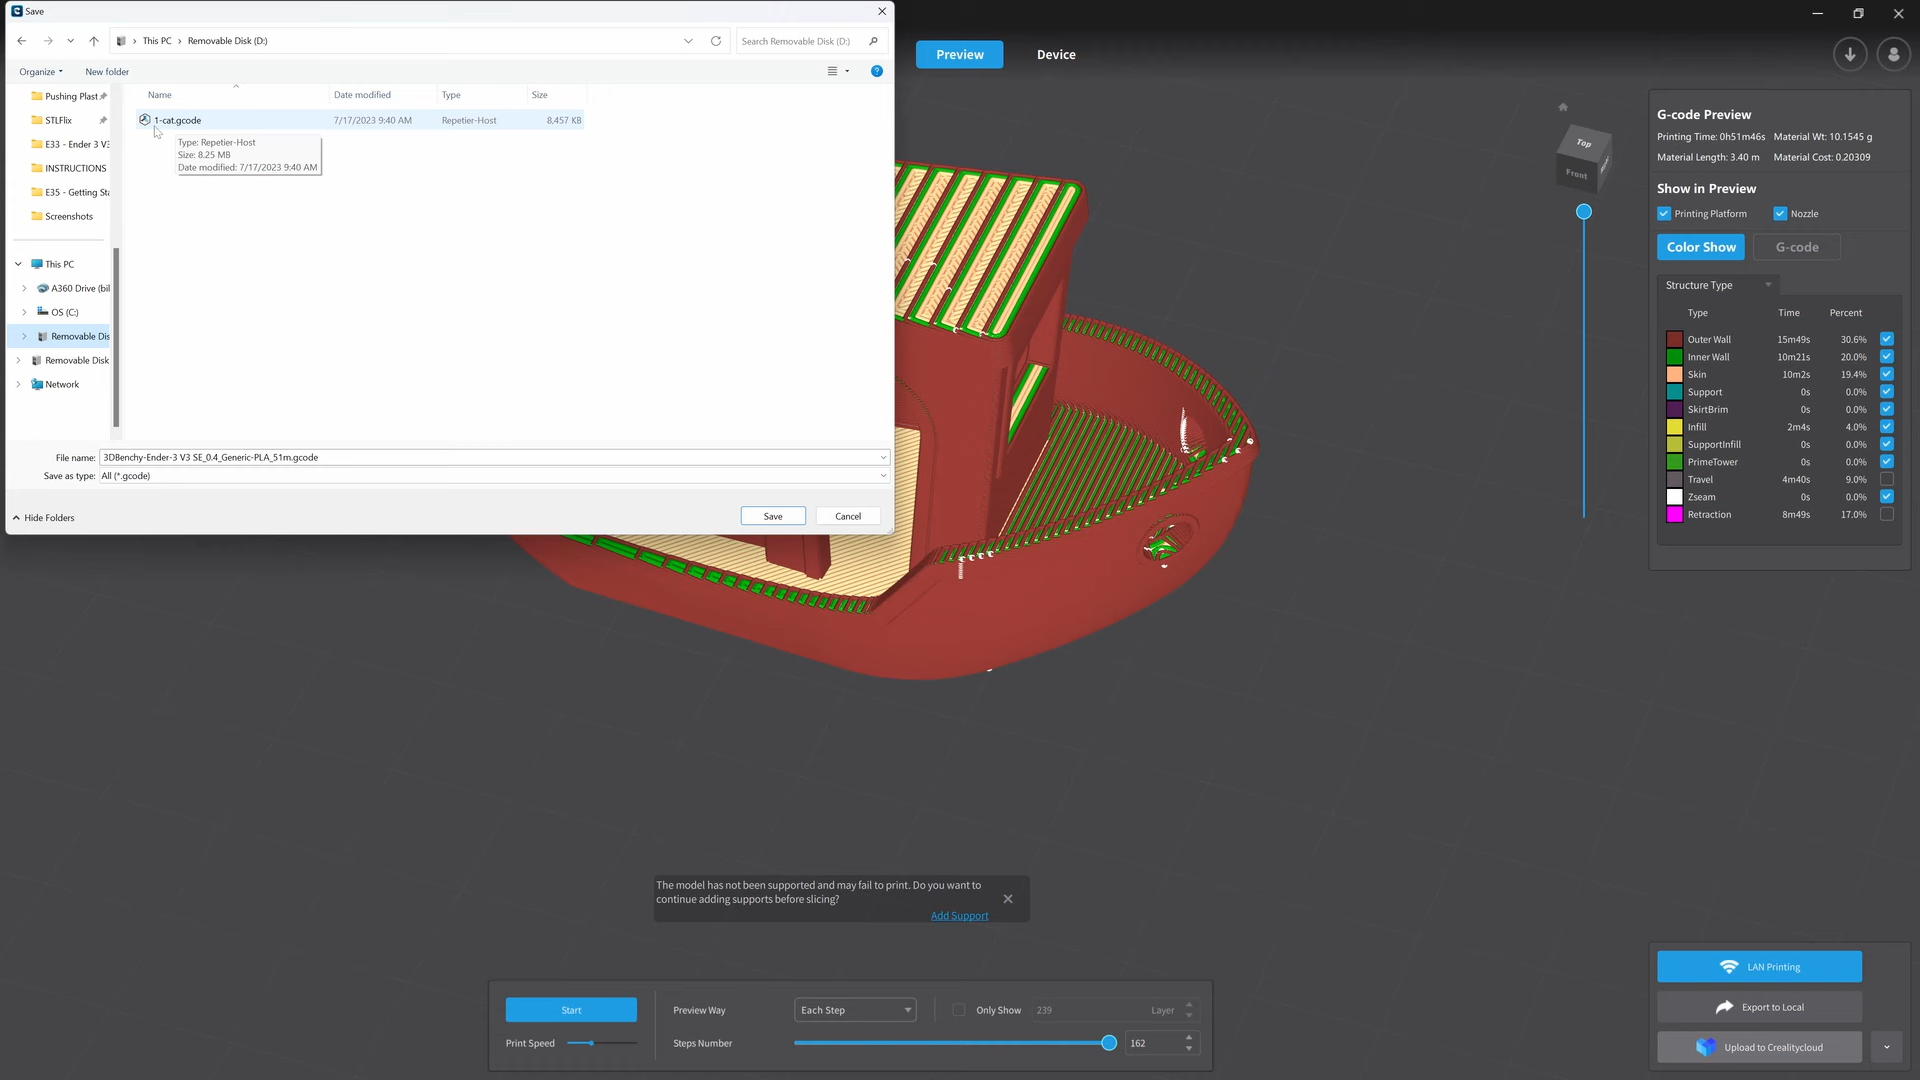 Save
This PC > Removable Disk (D:)
Search Removable Disk (D:)
Organize
New folder
Name
Date modified
Type
Size
1-cat.gcode
7/17/2023 9:40 AM
Repetier-Host
8,457 KB
Type: Repetier-Host
Size: 8.25 MB
Date modified: 7/17/2023 9:40 AM
Pushing Plast
STLFlix
E33 - Ender 3 V3
INSTRUCTIONS
E35 - Getting Sta
Screenshots
This PC
A360 Drive (bil
OS (C:)
Removable Dis
Removable Disk
Network
File name:
3DBenchy-Ender-3 V3 SE_0.4_Generic-PLA_51m.gcode
Save as type:
All (*.gcode)
Hide Folders
Save
Cancel
Preview
Device
Top
Front
G-code Preview
Printing Time: 0h51m46s Material Wt: 10.1545 g
Material Length: 3.40 m Material Cost: 0.20309
Show in Preview
Printing Platform
Nozzle
Color Show
G-code
Structure Type
Type Time Percent
Outer Wall 15m49s 30.6%
Inner Wall 10m21s 20.0%
Skin 10m2s 19.4%
Support 0s 0.0%
SkirtBrim 0s 0.0%
Infill 2m4s 4.0%
SupportInfill 0s 0.0%
PrimeTower 0s 0.0%
Travel 4m40s 9.0%
Zseam 0s 0.0%
Retraction 8m49s 17.0%
The model has not been supported and may fail to print. Do you want to
continue adding supports before slicing?
Add Support
Start
Print Speed
Preview Way
Each Step
Only Show
239
Layer
Steps Number
162
LAN Printing
Export to Local
Upload to Crealitycloud